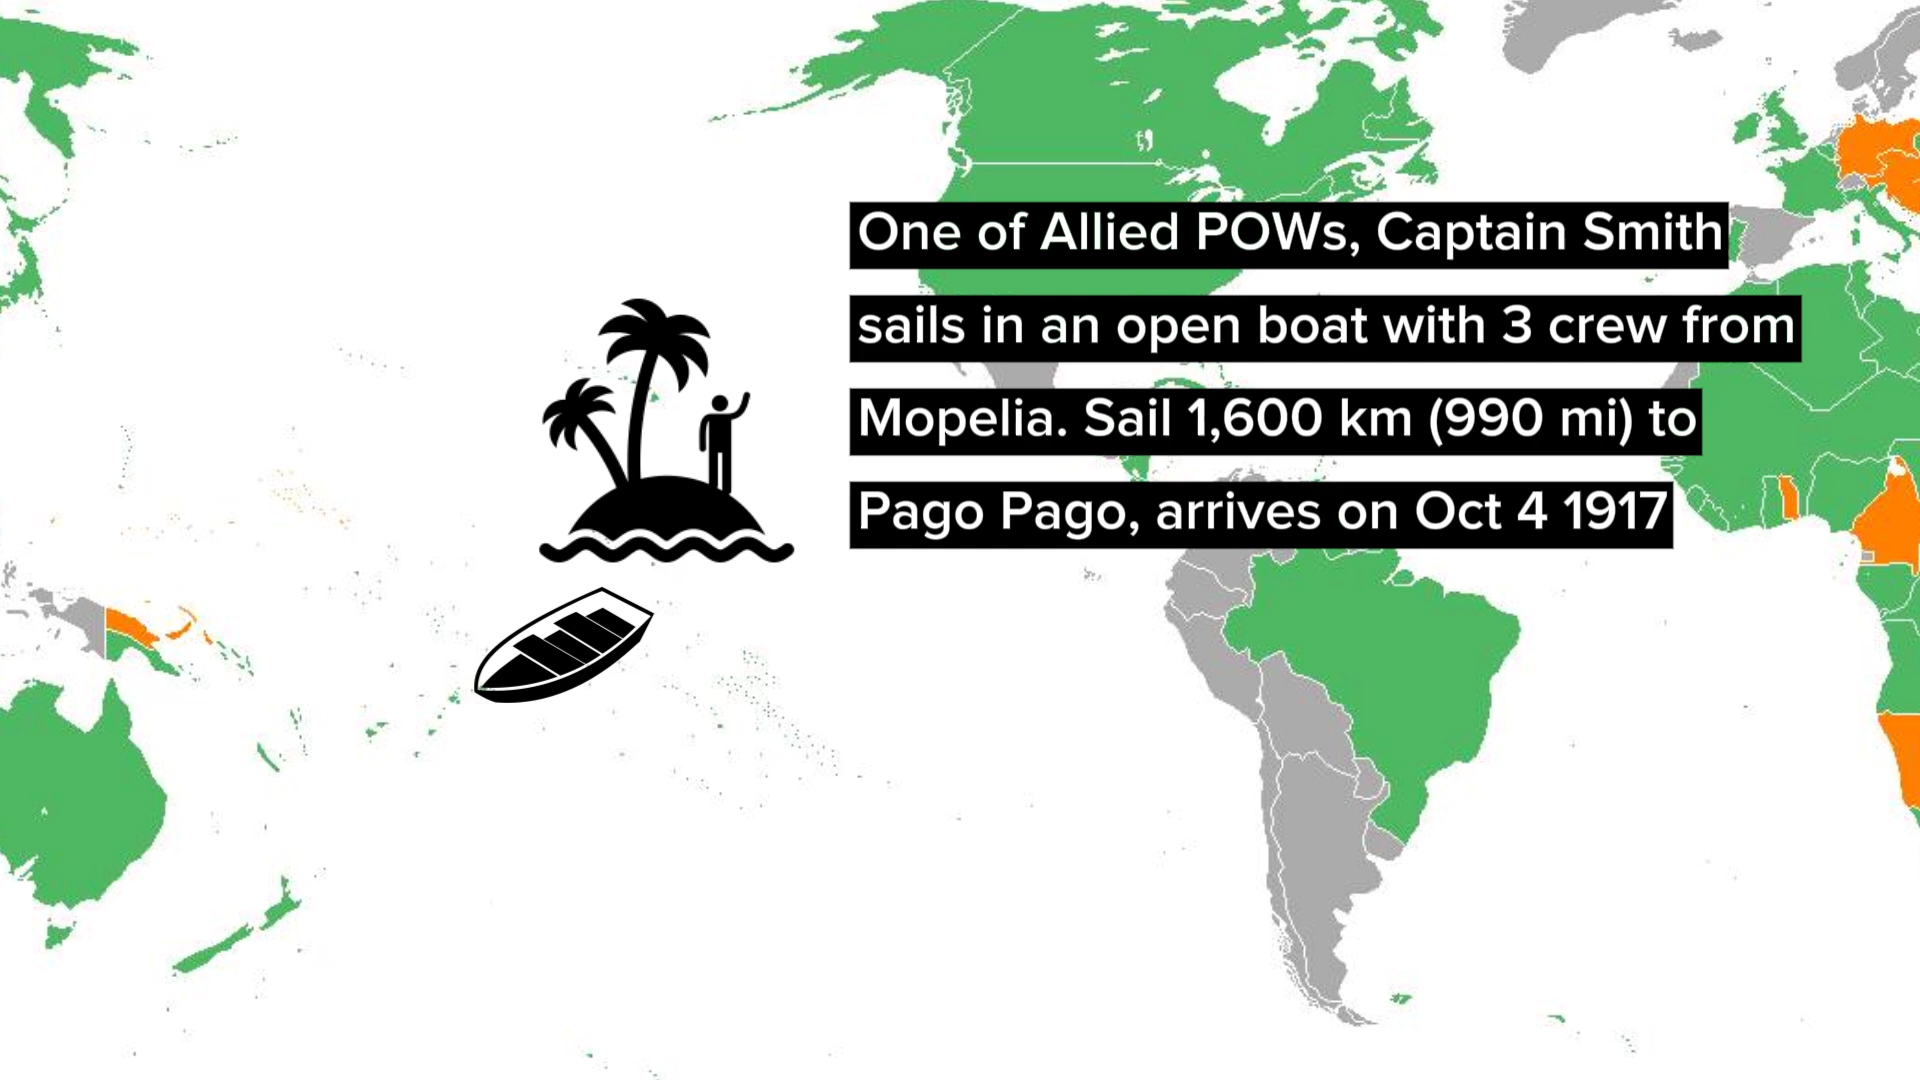 One of Allied POWs, Captain Smith
sails in an open boat with 3 crew from
Mopelia. Sail 1,600 km (990 mi) to
Pago Pago, arrives on Oct 4 1917